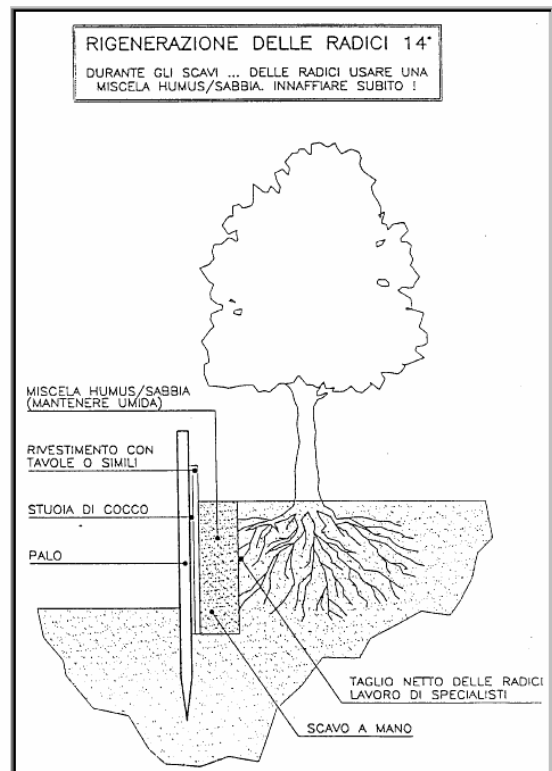 RIGENERAZIONE DELLE RADICI 14°
DURANTE GLI SCAVI ... DELLE RADICI USARE UNA
MISCELA HUMUS/SABBIA. INNAFFIARE SUBITO !
MISCELA HUMUS/SABBIA
(MANTENERE UMIDA)
RIVESTIMENTO CON
TAVOLE O SIMILI
STUOIA DI COCCO
PALO
TAGLIO NETTO DELLE RADICI
LAVORO DI SPECIALISTI
SCAVO A MANO